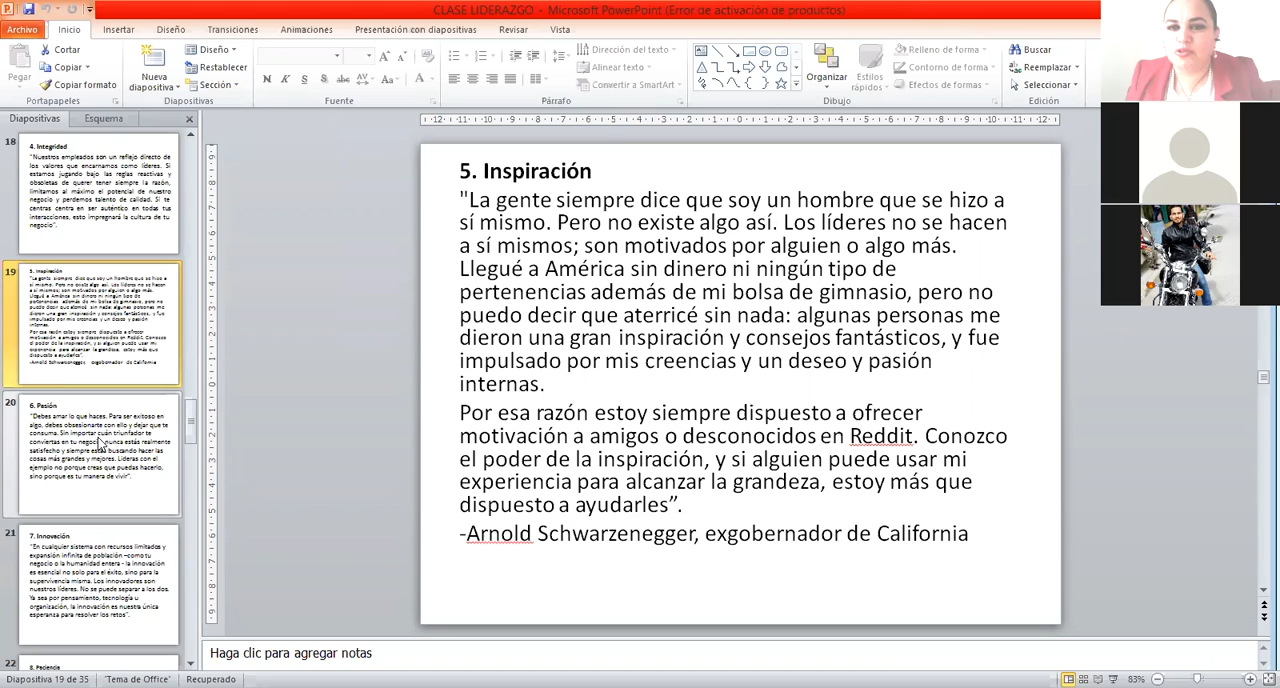 CLASE LIDERAZGO - Microsoft PowerPoint (Error de activación de productos)
Archivo Inicio Insertar Diseño Transiciones Animaciones Presentación con diapositivas Revisar Vista
Pegar
Cortar
Copiar
Copiar formato
Portapapeles
Nueva
diapositiva
Diseño
Restablecer
Sección
Diapositivas
N K S S abc AV Aa A
Fuente
Dirección del texto
Alinear texto
Convertir a SmartArt
Párrafo
Organizar
Estilos
rápidos
Relleno de forma
Contorno de forma
Efectos de formas
Dibujo
Buscar
Reemplazar
Seleccionar
Edición
Diapositivas Esquema
18
4. Integridad
"Nuestros empleados son un reflejo directo de
los valores que encarnamos como líderes. Si
estamos jugando bajo las reglas reactivas y
obsoletas de querer tener siempre la razón,
limitamos al máximo el potencial de nuestro
negocio y perdemos talento de calidad. Si te
centras en ser auténtico en todas tus
interacciones, esto impregnará la cultura de tu
negocio".
19
5. Inspiración
20
6. Pasión
"Debes amar lo que haces. Para ser exitoso en
algo, debes obsesionarte con ello y dejar que te
consuma. Sin importar cuán triunfador te
conviertas en tu negocio, nunca estás realmente
satisfecho y siempre estás buscando hacer las
cosas más grandes y mejores. Lideras con el
ejemplo no porque creas que puedas hacerlo,
sino porque es tu manera de vivir".
21
7. Innovación
"En cualquier sistema con recursos limitados y
expansión infinita de población –como tu
negocio o la humanidad entera - la innovación
es esencial no solo para el éxito, sino para la
supervivencia misma. Los innovadores son
nuestros líderes. No se puede separar a los dos.
Ya sea por pensamiento, tecnología u
organización, la innovación es nuestra única
esperanza para resolver los retos".
22
8. Paciencia
5. Inspiración
"La gente siempre dice que soy un hombre que se hizo a
sí mismo. Pero no existe algo así. Los líderes no se hacen
a sí mismos; son motivados por alguien o algo más.
Llegué a América sin dinero ni ningún tipo de
pertenencias además de mi bolsa de gimnasio, pero no
puedo decir que aterricé sin nada: algunas personas me
dieron una gran inspiración y consejos fantásticos, y fue
impulsado por mis creencias y un deseo y pasión
internas.
Por esa razón estoy siempre dispuesto a ofrecer
motivación a amigos o desconocidos en Reddit. Conozco
el poder de la inspiración, y si alguien puede usar mi
experiencia para alcanzar la grandeza, estoy más que
dispuesto a ayudarles”.
-Arnold Schwarzenegger, exgobernador de California
Haga clic para agregar notas
Diapositiva 19 de 35 "Tema de Office" Recuperado 83%